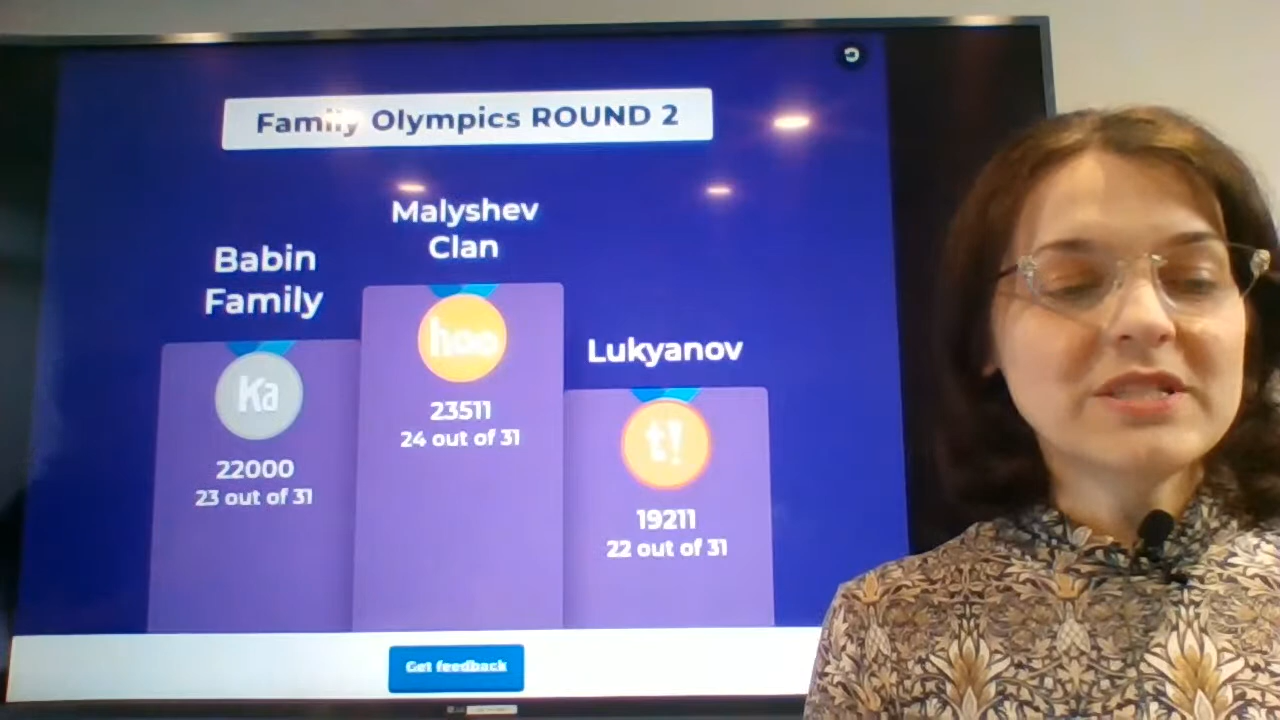 Family Olympics ROUND 2
Malyshev
Clan
Babin
Family
Lukyanov
hoo
23511
24 out of 31
Ka
22000
23 out of 31
t!
19211
22 out of 31
Get feedback